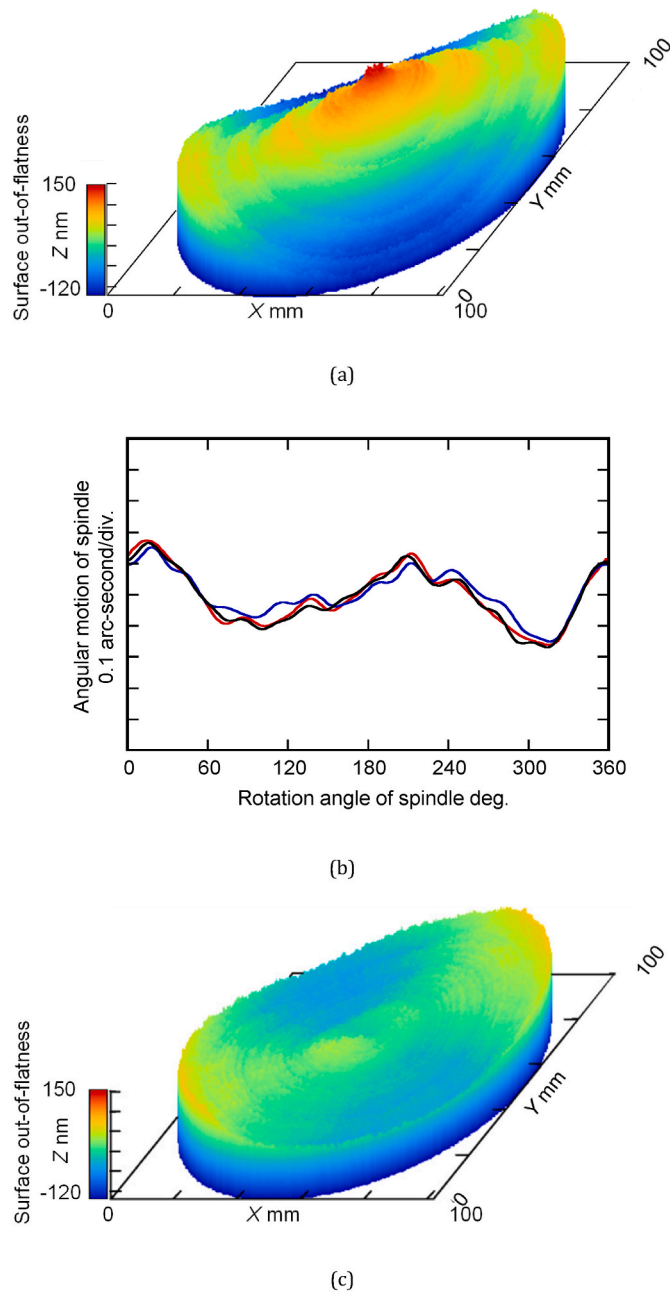 100
150
Surface out-of-flatness
Z nm
-120
Y mm
0
X mm
100
0
(a)
Angular motion of spindle
0.1 arc-second/div.
0
60
120
180
240
300
360
Rotation angle of spindle deg.
(b)
100
150
Surface out-of-flatness
Z nm
-120
Y mm
0
X mm
100
0
(c)